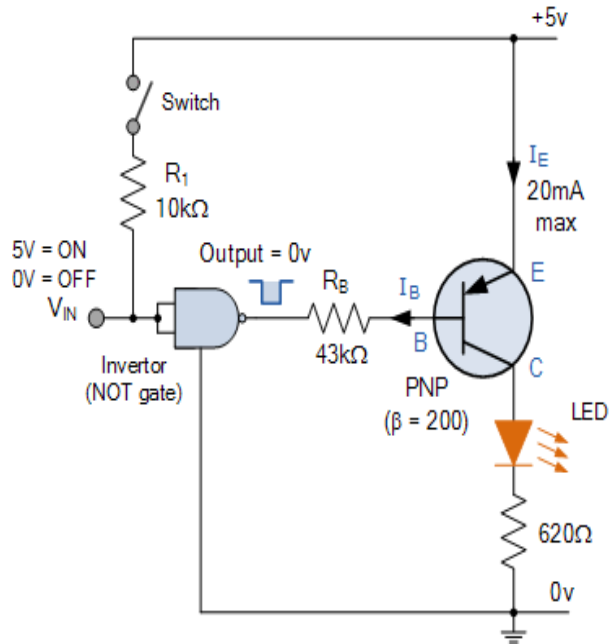 +5v
Switch
R1
10kΩ
IE
20mA
max
5V = ON
0V = OFF
VIN
Output = 0v
RB
43kΩ
IB
B
E
C
Invertor
(NOT gate)
PNP
(β = 200)
LED
620Ω
0v